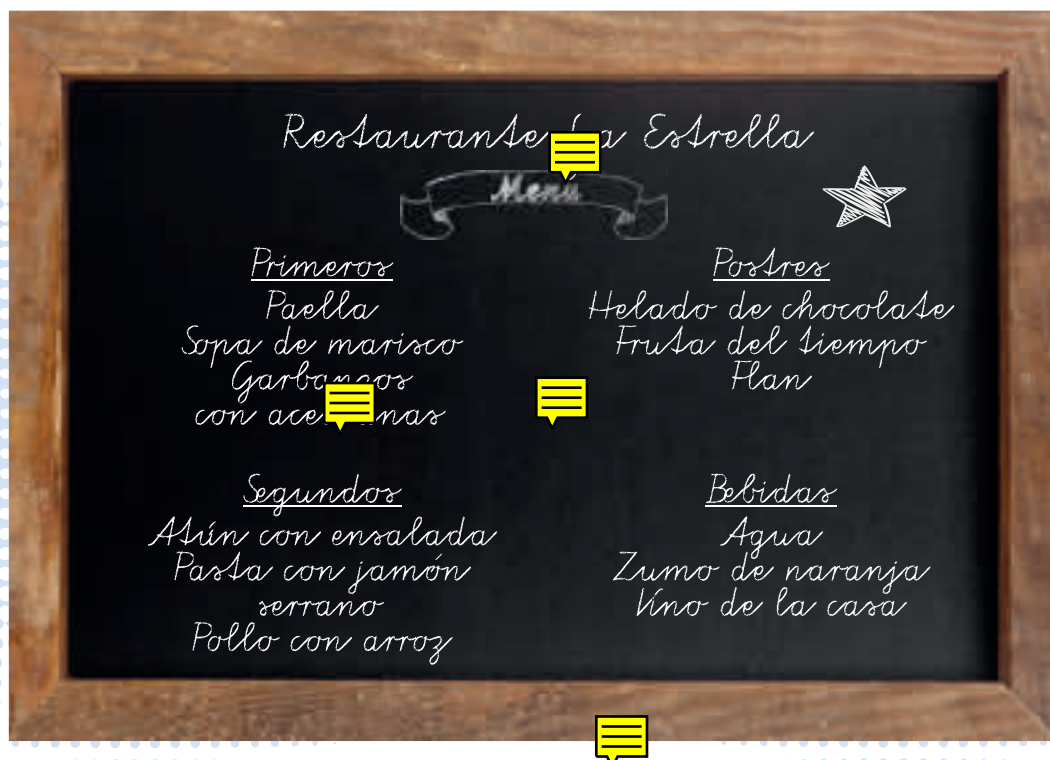 Restaurante La Estrella
Menú
Primeros
Paella
Sopa de marisco
Garbanzos
con
Segundos
Atún con ensalada
Pasta con jamón
serrano
Pollo con arroz
Postres
Helado de chocolate
Fruta del tiempo
Flan
Bebidas
Agua
Zumo de naranja
Vino de la casa